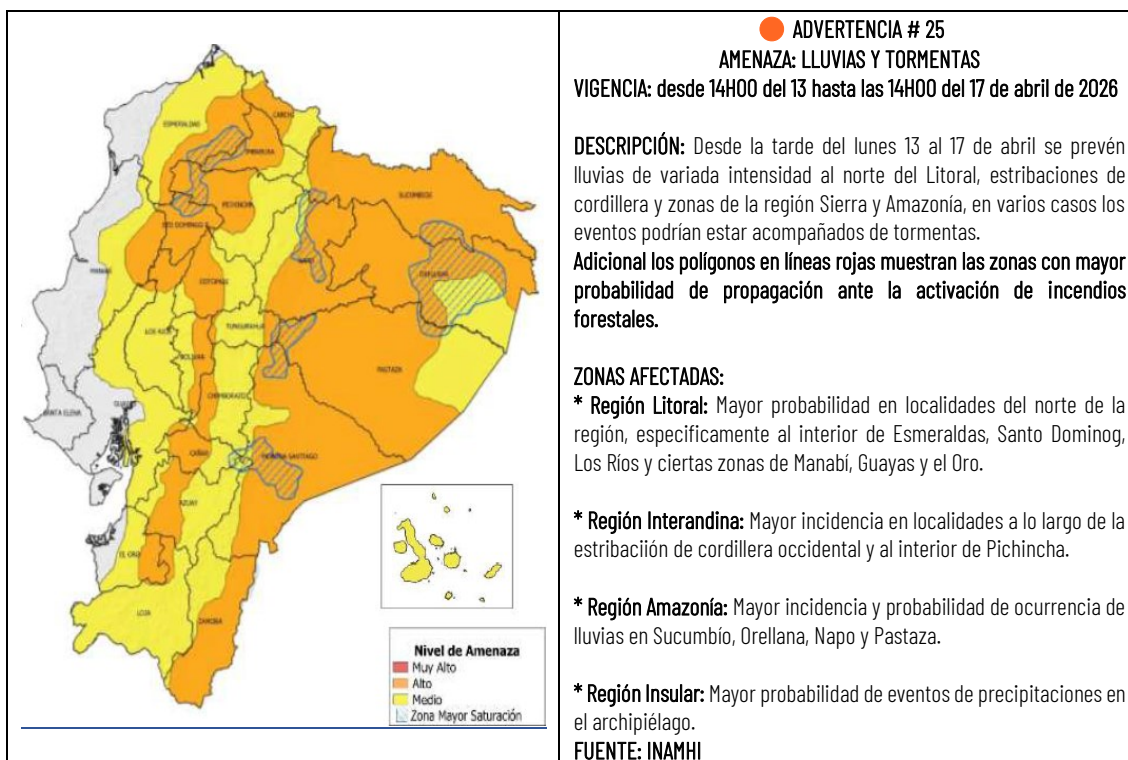 ADVERTENCIA # 25
AMENAZA: LLUVIAS Y TORMENTAS
VIGENCIA: desde 14H00 del 13 hasta las 14H00 del 17 de abril de 2026
DESCRIPCIÓN: Desde la tarde del lunes 13 al 17 de abril se prevén
lluvias de variada intensidad al norte del Litoral, estribaciones de
cordillera y zonas de la región Sierra y Amazonía, en varios casos los
eventos podrían estar acompañados de tormentas.
Adicional los polígonos en líneas rojas muestran las zonas con mayor
probabilidad de propagación ante la activación de incendios
forestales.
ZONAS AFECTADAS:
* Región Litoral: Mayor probabilidad en localidades del norte de la
región, especificamente al interior de Esmeraldas, Santo Dominog,
Los Ríos y ciertas zonas de Manabí, Guayas y el Oro.
* Región Interandina: Mayor incidencia en localidades a lo largo de la
estribaciión de cordillera occidental y al interior de Pichincha.
* Región Amazonía: Mayor incidencia y probabilidad de ocurrencia de
lluvias en Sucumbío, Orellana, Napo y Pastaza.
* Región Insular: Mayor probabilidad de eventos de precipitaciones en
el archipiélago.
FUENTE: INAMHI
ESMERALDAS
CARCHI
IMBABURA
SUCUMBIOS
PICHINCHA
STO DOMINGO
NAPO
ORELLANA
MANABI
COTOPAXI
LOS RIOS
TUNGURAHUA
BOLIVAR
PASTAZA
CHIMBORAZO
SANTA ELENA
GUAYAS
CAÑAR
MORONA SANTIAGO
AZUAY
EL ORO
LOJA
ZAMORA
Nivel de Amenaza
Muy Alto
Alto
Medio
Zona Mayor Saturación